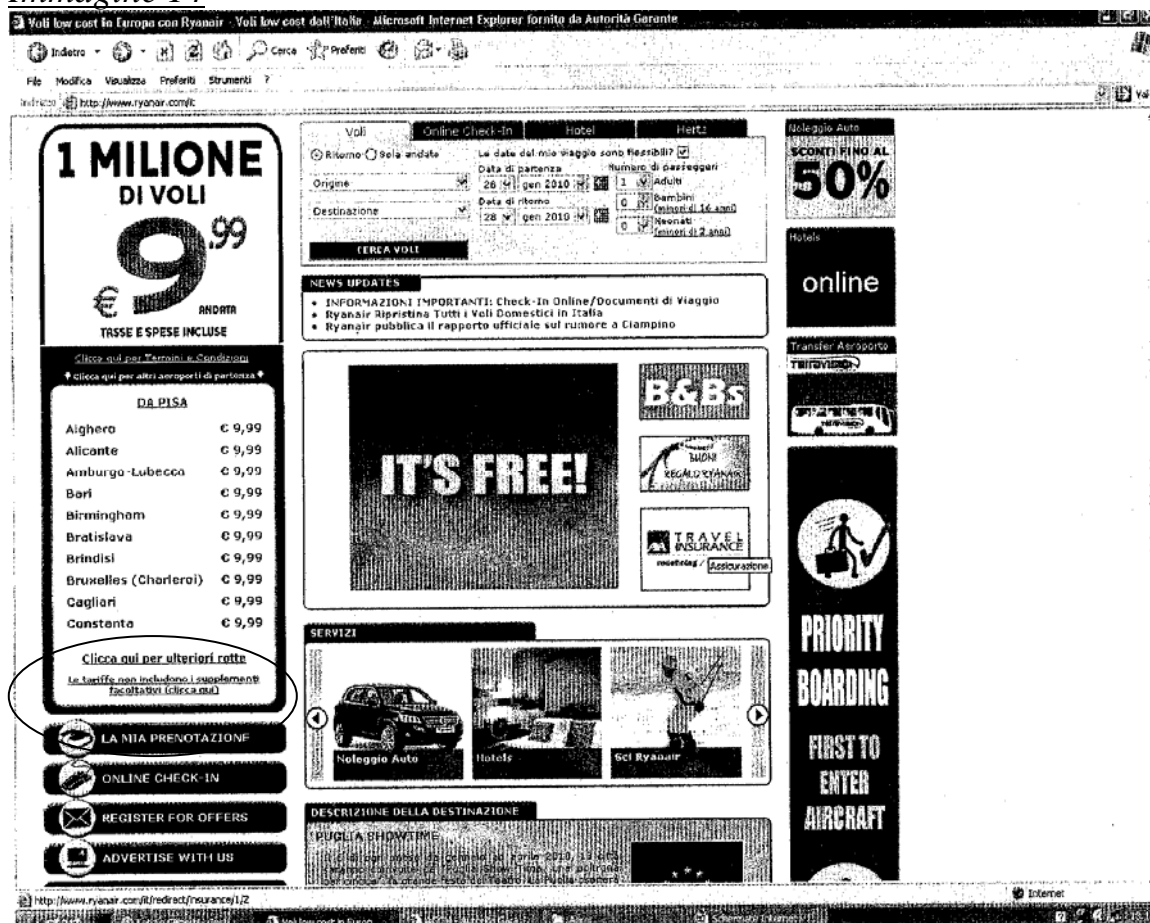 Immagine 14
Voli low cost in Europa con Ryanair - Voli low cost dall'Italia - Microsoft Internet Explorer fornito da Autorità Garante
Indietro
Cerca
Preferiti
File Modifica Visualizza Preferiti Strumenti ?
Indirizzo http://www.ryanair.com/it
Vai
1 MILIONE
DI VOLI
€ 9.99
ANDATA
TASSE E SPESE INCLUSE
Clicca qui per Termini e Condizioni
Clicca qui per altri aeroporti di partenza
DA PISA
Alghero € 9,99
Alicante € 9,99
Amburgo-Lubecca € 9,99
Bari € 9,99
Birmingham € 9,99
Bratislava € 9,99
Brindisi € 9,99
Bruxelles (Charleroi) € 9,99
Cagliari € 9,99
Constanta € 9,99
Clicca qui per ulteriori rotte
Le tariffe non includono i supplementi
facoltativi (clicca qui)
LA MIA PRENOTAZIONE
ONLINE CHECK-IN
REGISTER FOR OFFERS
ADVERTISE WITH US
Voli Online Check-In Hotel Hertz
Ritorno Sola andata
Le date del mio viaggio sono flessibili?
Origine
Destinazione
Data di partenza
28 gen 2010
Data di ritorno
28 gen 2010
Numero di passeggeri
1 Adulti
0 Bambini
(minori di 16 anni)
0 Neonati
(minori di 2 anni)
CERCA VOLI
NEWS UPDATES
INFORMAZIONI IMPORTANTI: Check-In Online/Documenti di Viaggio
Ryanair Ripristina Tutti i Voli Domestici in Italia
Ryanair pubblica il rapporto ufficiale sul rumore a Ciampino
IT'S FREE!
B&Bs
BUONI
REGALO RYANAIR
TRAVEL
INSURANCE
Assicurazione
SERVIZI
Noleggio Auto
Hotels
Sci Ryanair
DESCRIZIONE DELLA DESTINAZIONE
PUGLIA SHOWTIME
Noleggio Auto
SCONTI FINO AL
50%
Hotels
online
Transfer Aeroporto
Terravision
PRIORITY
BOARDING
FIRST TO
ENTER
AIRCRAFT
http://www.ryanair.com/it/redirect/insurance/1/2
Internet